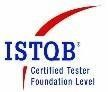 ISTQB®
Certified Tester
Foundation Level